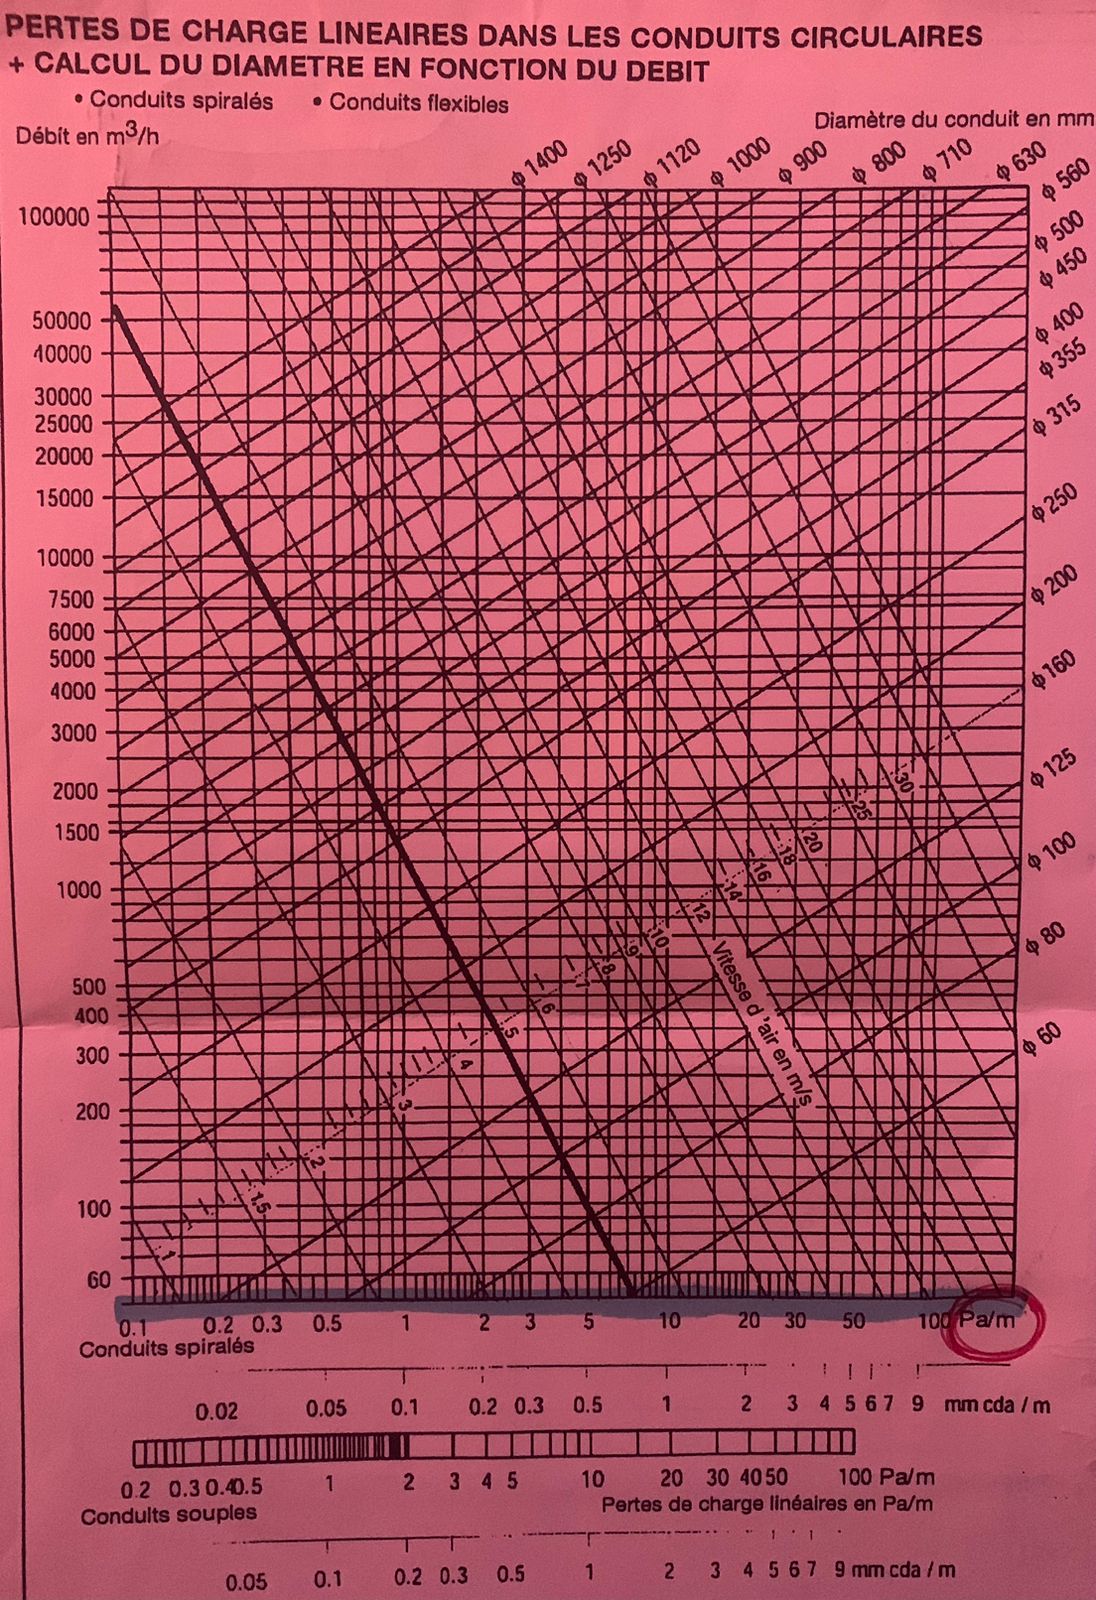 PERTES DE CHARGE LINEAIRES DANS LES CONDUITS CIRCULAIRES
+ CALCUL DU DIAMETRE EN FONCTION DU DEBIT
• Conduits spiralés • Conduits flexibles
Débit en m3/h
Diamètre du conduit en mm
ϕ 1400 ϕ 1250 ϕ 1120 ϕ 1000 ϕ 900 ϕ 800 ϕ 710 ϕ 630
ϕ 560
ϕ 500
ϕ 450
ϕ 400
ϕ 355
ϕ 315
ϕ 250
ϕ 200
ϕ 160
ϕ 125
ϕ 100
ϕ 80
ϕ 60
100000
50000
40000
30000
25000
20000
15000
10000
7500
6000
5000
4000
3000
2000
1500
1000
500
400
300
200
100
60
30
25
20
18
16
14
12
10
9
8
7
6
5
4
3
2
1.5
1
Vitesse d'air en m/s
0.1 0.2 0.3 0.5 1 2 3 5 10 20 30 50 100 Pa/m
Conduits spiralés
0.02 0.05 0.1 0.2 0.3 0.5 1 2 3 4 5 6 7 9 mm cda / m
0.2 0.3 0.4 0.5 1 2 3 4 5 10 20 30 40 50 100 Pa/m
Conduits souples
Pertes de charge linéaires en Pa/m
0.05 0.1 0.2 0.3 0.5 1 2 3 4 5 6 7 9 mm cda / m